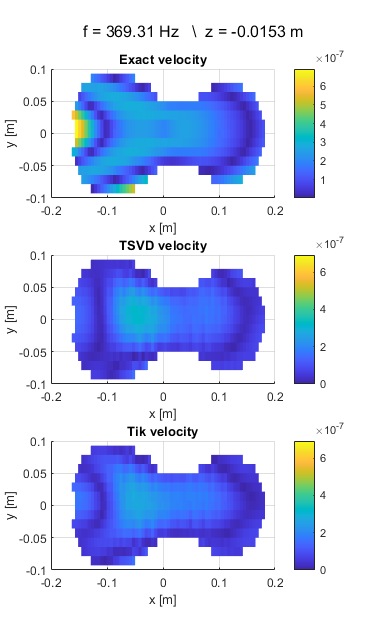 f = 369.31 Hz \ z = -0.0153 m
Exact velocity
×10-7
0.1
0.05
0
-0.05
-0.1
y [m]
-0.2 -0.1 0 0.1 0.2
x [m]
6
5
4
3
2
1
TSVD velocity
×10-7
0.1
0.05
0
-0.05
-0.1
y [m]
-0.2 -0.1 0 0.1 0.2
x [m]
6
4
2
0
Tik velocity
×10-7
0.1
0.05
0
-0.05
-0.1
y [m]
-0.2 -0.1 0 0.1 0.2
x [m]
6
4
2
0